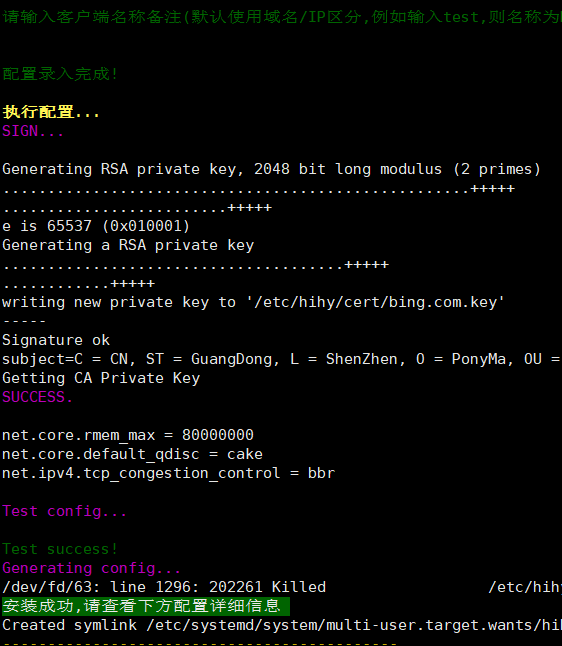 请输入客户端名称备注(默认使用域名/IP区分,例如输入test,则名称为
配置录入完成!
执行配置...
SIGN...
Generating RSA private key, 2048 bit long modulus (2 primes)
...................................................+++++
.........................+++++
e is 65537 (0x010001)
Generating a RSA private key
......................................+++++
............+++++
writing new private key to '/etc/hihy/cert/bing.com.key'
-----
Signature ok
subject=C = CN, ST = GuangDong, L = ShenZhen, O = PonyMa, OU =
Getting CA Private Key
SUCCESS.
net.core.rmem_max = 80000000
net.core.default_qdisc = cake
net.ipv4.tcp_congestion_control = bbr
Test config...
Test success!
Generating config...
/dev/fd/63: line 1296: 202261 Killed                  /etc/hihy
安装成功,请查看下方配置详细信息
Created symlink /etc/systemd/system/multi-user.target.wants/hih
--------------------------------------------